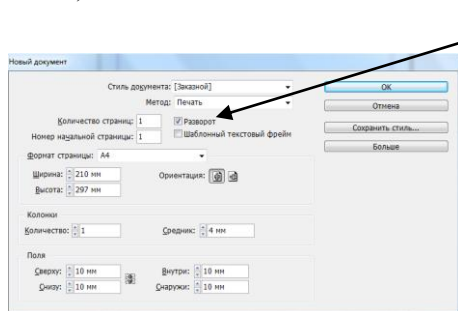 Новый документ
Стиль документа: [Заказной]
ОК
Метод: Печать
Отмена
Количество страниц: 1
Разворот
Сохранить стиль...
Номер начальной страницы: 1
Шаблонный текстовый фрейм
Больше
Формат страницы: A4
Ширина: 210 мм
Ориентация:
Высота: 297 мм
Колонки
Количество: 1
Средник: 4 мм
Поля
Сверху: 10 мм
Внутри: 10 мм
Снизу: 10 мм
Снаружи: 10 мм